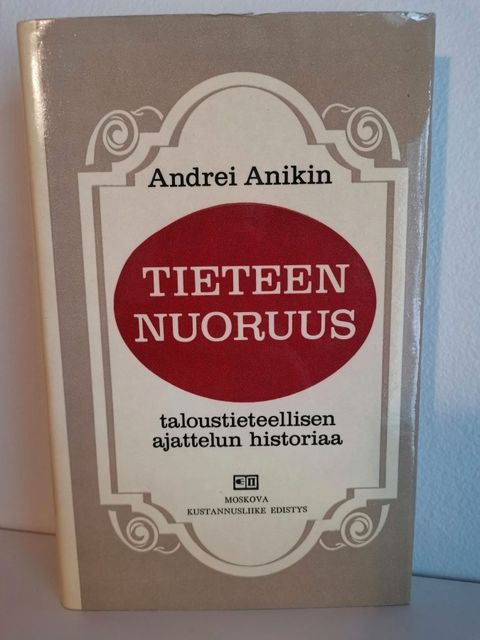 Andrei Anikin
TIETEEN
NUORUUS
taloustieteellisen
ajattelun historiaa
MOSKOVA
KUSTANNUSLIIKE EDISTYS